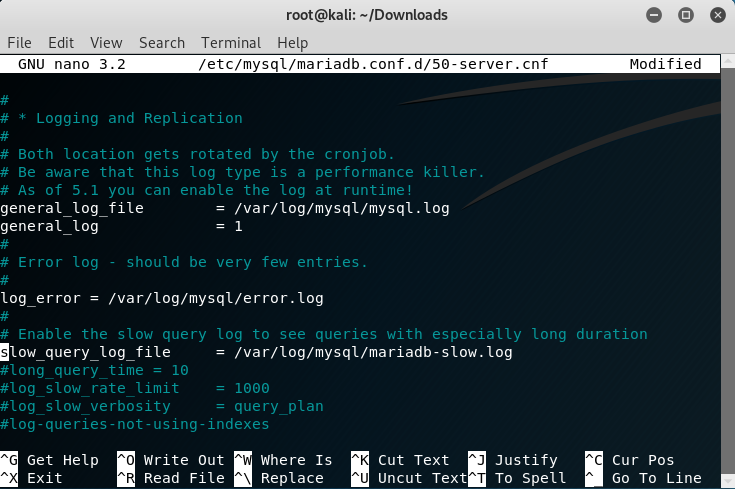 root@kali: ~/Downloads
File Edit View Search Terminal Help
GNU nano 3.2 /etc/mysql/mariadb.conf.d/50-server.cnf Modified
#
# * Logging and Replication
#
# Both location gets rotated by the cronjob.
# Be aware that this log type is a performance killer.
# As of 5.1 you can enable the log at runtime!
general_log_file = /var/log/mysql/mysql.log
general_log = 1
#
# Error log - should be very few entries.
#
log_error = /var/log/mysql/error.log
#
# Enable the slow query log to see queries with especially long duration
slow_query_log_file = /var/log/mysql/mariadb-slow.log
#long_query_time = 10
#log_slow_rate_limit = 1000
#log_slow_verbosity = query_plan
#log-queries-not-using-indexes
^G Get Help ^O Write Out ^W Where Is ^K Cut Text ^J Justify ^C Cur Pos
^X Exit ^R Read File ^\ Replace ^U Uncut Text ^T To Spell ^_ Go To Line